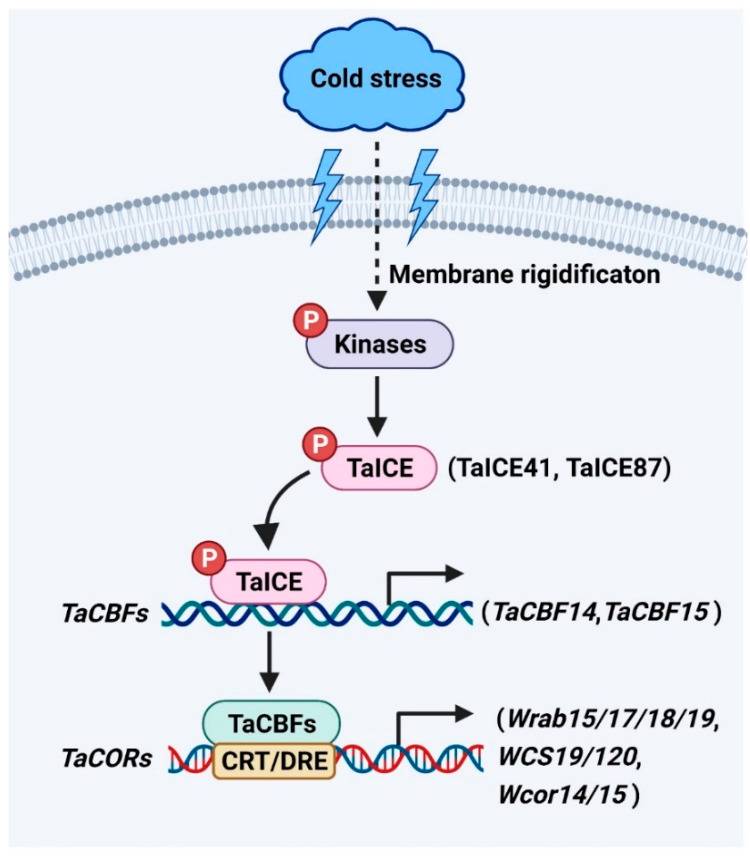 Cold stress
Membrane rigidificaton
P
Kinases
P
TaICE (TaICE41, TaICE87)
P
TaICE
TaCBFs (TaCBF14,TaCBF15 )
TaCBFs
(Wrab15/17/18/19,
TaCORs CRT/DRE WCS19/120,
Wcor14/15 )